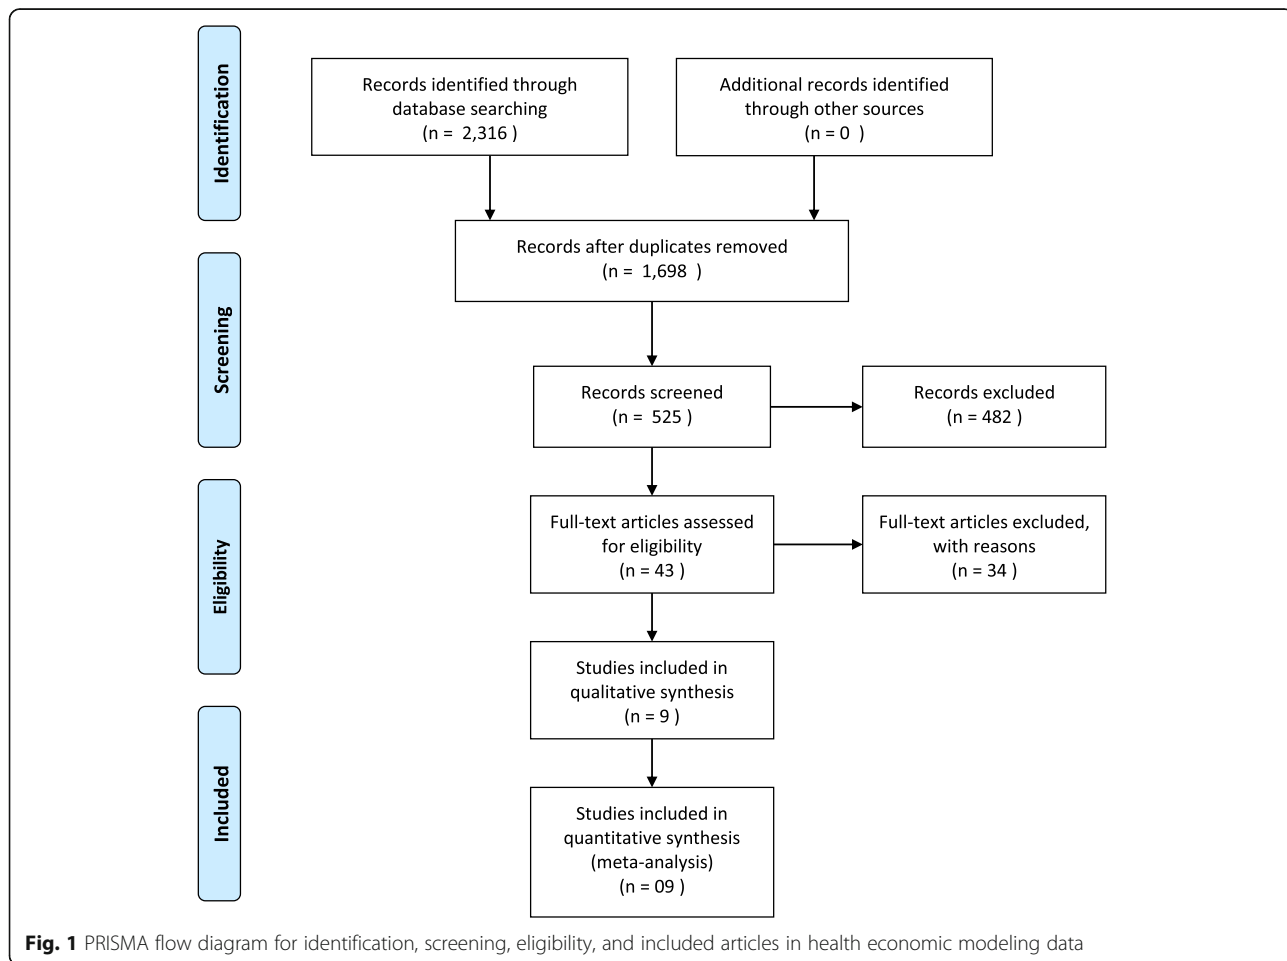 Identification
Records identified through
database searching
(n = 2,316 )
Additional records identified
through other sources
(n = 0 )
Records after duplicates removed
(n = 1,698 )
Screening
Records screened
(n = 525 )
Records excluded
(n = 482 )
Eligibility
Full-text articles assessed
for eligibility
(n = 43 )
Full-text articles excluded,
with reasons
(n = 34 )
Studies included in
qualitative synthesis
(n = 9 )
Included
Studies included in
quantitative synthesis
(meta-analysis)
(n = 09 )
Fig. 1 PRISMA flow diagram for identification, screening, eligibility, and included articles in health economic modeling data